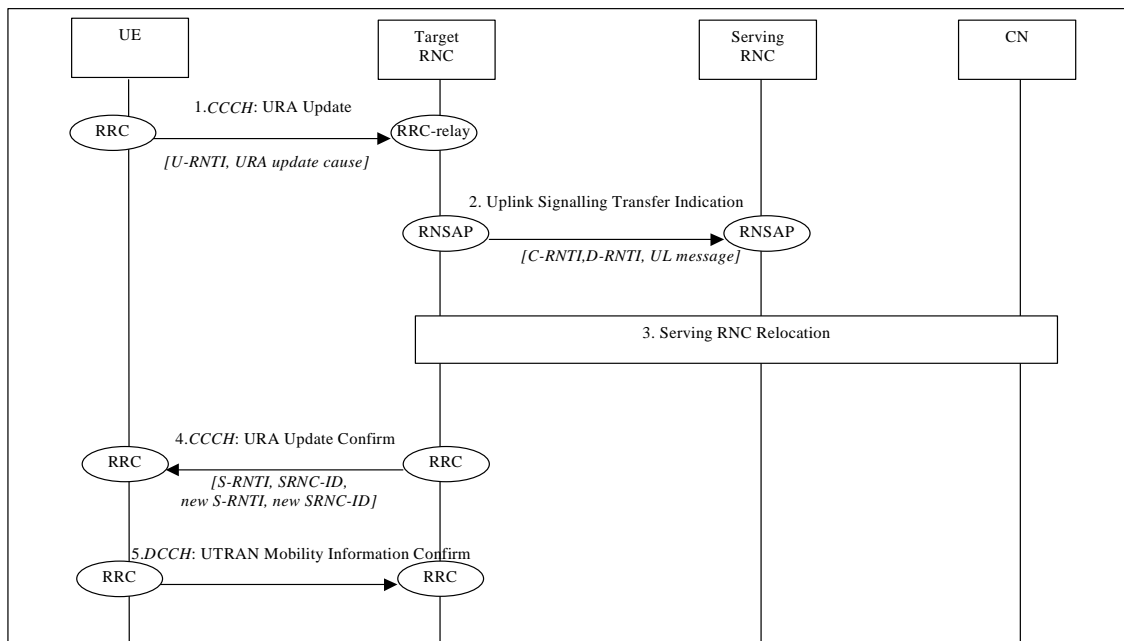 UE
Target
RNC
Serving
RNC
CN
1.CCCH: URA Update
RRC
RRC-relay
[U-RNTI, URA update cause]
2. Uplink Signalling Transfer Indication
RNSAP
RNSAP
[C-RNTI,D-RNTI, UL message]
3. Serving RNC Relocation
4.CCCH: URA Update Confirm
RRC
RRC
[S-RNTI, SRNC-ID,
new S-RNTI, new SRNC-ID]
5.DCCH: UTRAN Mobility Information Confirm
RRC
RRC